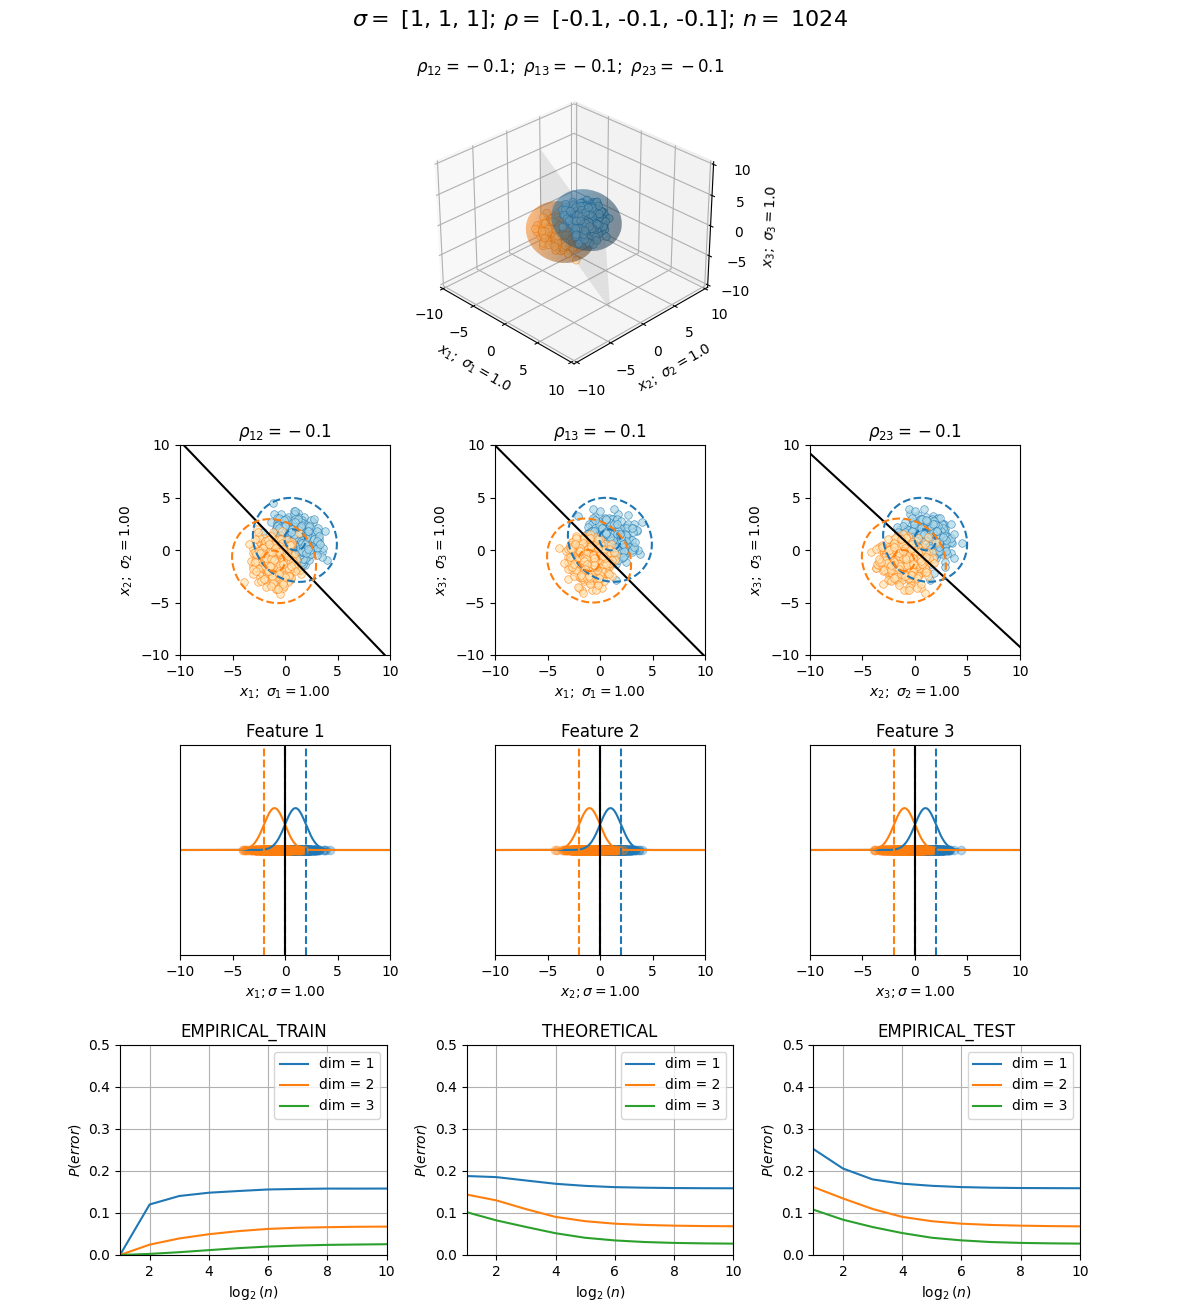 σ = [1, 1, 1]; ρ = [-0.1, -0.1, -0.1]; n = 1024
ρ₁₂ = −0.1; ρ₁₃ = −0.1; ρ₂₃ = −0.1
10
5
0
−5
−10
x₃; σ₃ = 1.0
−10
−5
0
5
10
x₁; σ₁ = 1.0
−10
−5
0
5
10
x₂; σ₂ = 1.0
ρ₁₂ = −0.1
10
5
0
−5
−10
x₂; σ₂ = 1.00
−10 −5 0 5 10
x₁; σ₁ = 1.00
ρ₁₃ = −0.1
10
5
0
−5
−10
x₃; σ₃ = 1.00
−10 −5 0 5 10
x₁; σ₁ = 1.00
ρ₂₃ = −0.1
10
5
0
−5
−10
x₃; σ₃ = 1.00
−10 −5 0 5 10
x₂; σ₂ = 1.00
Feature 1
−10 −5 0 5 10
x₁; σ = 1.00
Feature 2
−10 −5 0 5 10
x₂; σ = 1.00
Feature 3
−10 −5 0 5 10
x₃; σ = 1.00
EMPIRICAL_TRAIN
0.5
0.4
0.3
0.2
0.1
0.0
P(error)
dim = 1
dim = 2
dim = 3
2 4 6 8 10
log₂(n)
THEORETICAL
0.5
0.4
0.3
0.2
0.1
0.0
P(error)
dim = 1
dim = 2
dim = 3
2 4 6 8 10
log₂(n)
EMPIRICAL_TEST
0.5
0.4
0.3
0.2
0.1
0.0
P(error)
dim = 1
dim = 2
dim = 3
2 4 6 8 10
log₂(n)